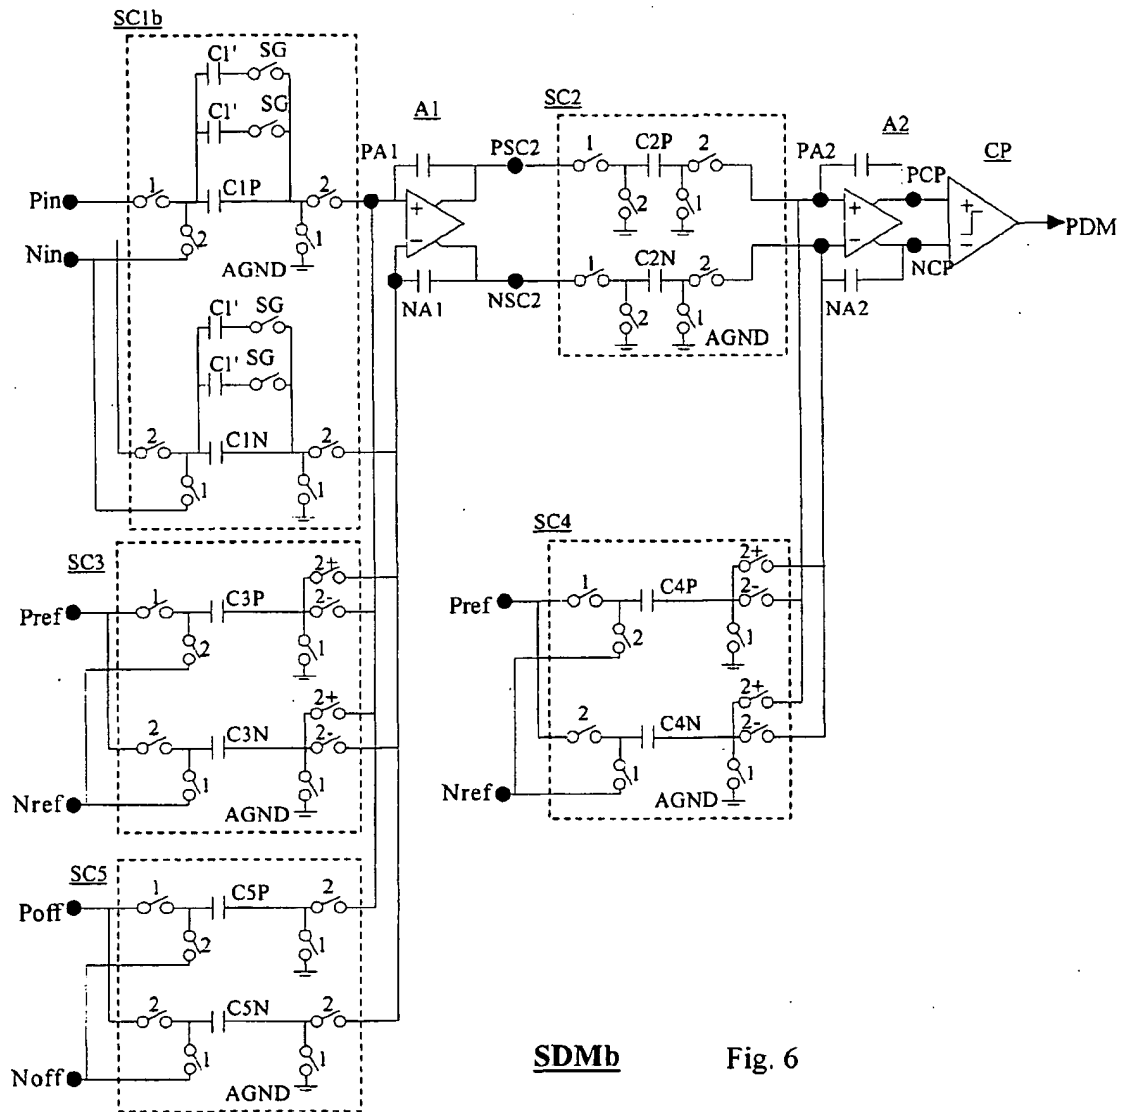 SC1b
C1' SG
C1' SG
A1
SC2
A2
CP
PA1
PSC2
1
C2P
2
PA2
PCP
Pin
1
C1P
2
+
2
1
+
+
PDM
Nin
2
1
AGND
−
1
C2N
2
−
−
NCP
NA1
NSC2
2
1
AGND
NA2
C1' SG
C1' SG
2
C1N
2
1
1
SC3
2+
Pref
1
C3P
2-
2
1
2+
2
C3N
2-
1
1
Nref
AGND
SC4
2+
Pref
1
C4P
2-
2
1
2+
2
C4N
2-
1
1
Nref
AGND
SC5
Poff
1
C5P
2
2
1
2
C5N
2
1
1
Noff
AGND
SDMb Fig. 6